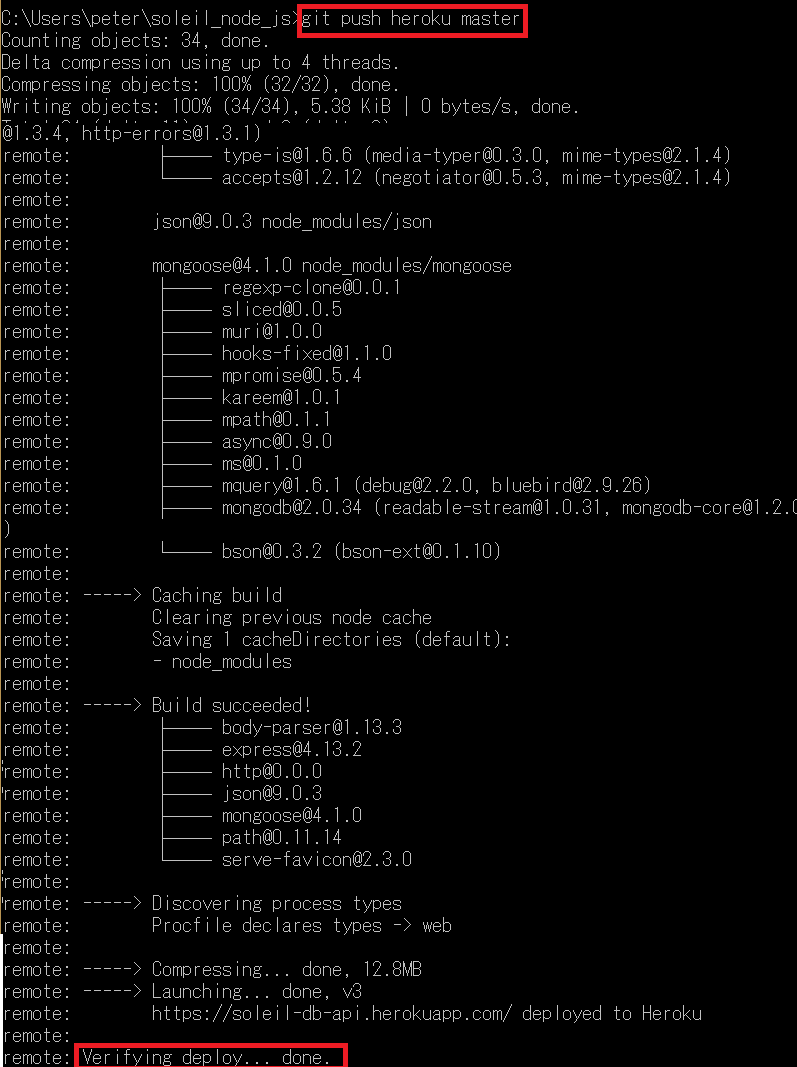 C:\Users\peter\soleil_node_js>git push heroku master
Counting objects: 34, done.
Delta compression using up to 4 threads.
Compressing objects: 100% (32/32), done.
Writing objects: 100% (34/34), 5.38 KiB | 0 bytes/s, done.
@1.3.4, http-errors@1.3.1)
remote:         ├── type-is@1.6.6 (media-typer@0.3.0, mime-types@2.1.4)
remote:         └── accepts@1.2.12 (negotiator@0.5.3, mime-types@2.1.4)
remote:
remote:        json@9.0.3 node_modules/json
remote:
remote:        mongoose@4.1.0 node_modules/mongoose
remote:         ├── regexp-clone@0.0.1
remote:         ├── sliced@0.0.5
remote:         ├── muri@1.0.0
remote:         ├── hooks-fixed@1.1.0
remote:         ├── mpromise@0.5.4
remote:         ├── kareem@1.0.1
remote:         ├── mpath@0.1.1
remote:         ├── async@0.9.0
remote:         ├── ms@0.1.0
remote:         ├── mquery@1.6.1 (debug@2.2.0, bluebird@2.9.26)
remote:         ├── mongodb@2.0.34 (readable-stream@1.0.31, mongodb-core@1.2.0
)
remote:         └── bson@0.3.2 (bson-ext@0.1.10)
remote:
remote: -----> Caching build
remote:        Clearing previous node cache
remote:        Saving 1 cacheDirectories (default):
remote:        - node_modules
remote:
remote: -----> Build succeeded!
remote:         ├── body-parser@1.13.3
remote:         ├── express@4.13.2
remote:         ├── http@0.0.0
remote:         ├── json@9.0.3
remote:         ├── mongoose@4.1.0
remote:         ├── path@0.11.14
remote:         └── serve-favicon@2.3.0
remote:
remote: -----> Discovering process types
remote:        Procfile declares types -> web
remote:
remote: -----> Compressing... done, 12.8MB
remote: -----> Launching... done, v3
remote:        https://soleil-db-api.herokuapp.com/ deployed to Heroku
remote:
remote: Verifying deploy... done.